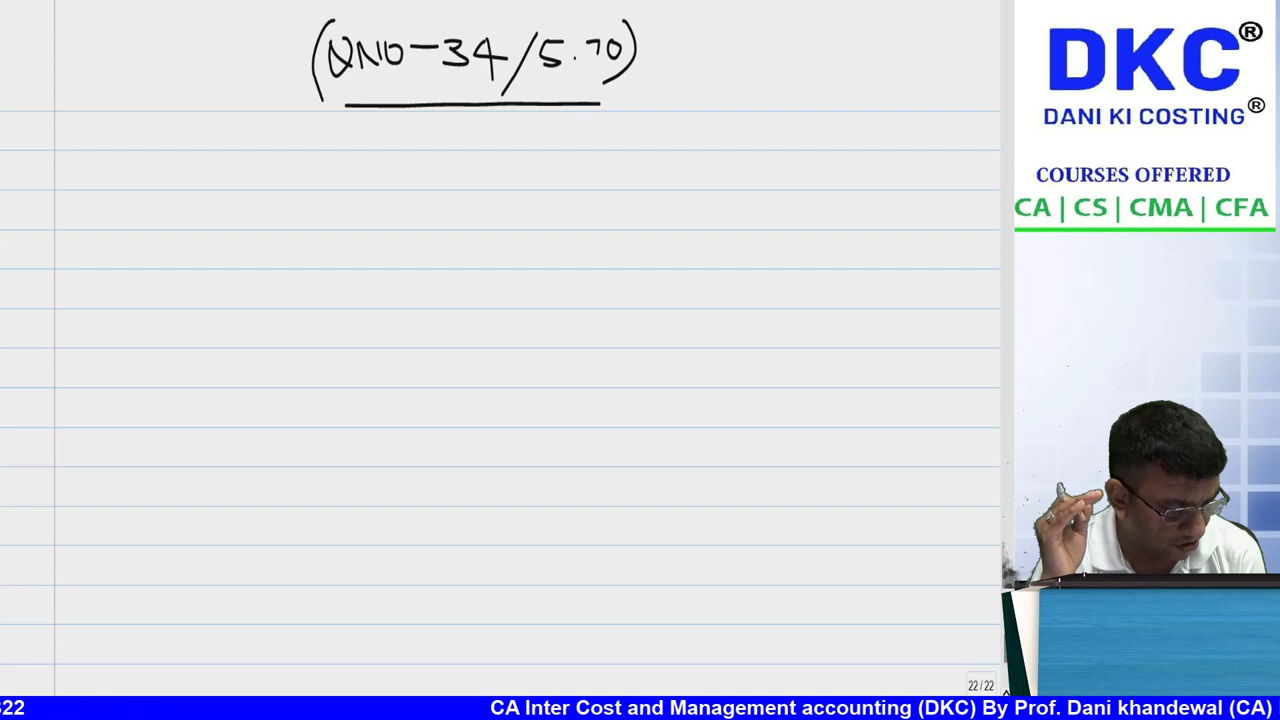 (QNO-34/5.70)
DKC®
DANI KI COSTING®
COURSES OFFERED
CA | CS | CMA | CFA
22/22
322
CA Inter Cost and Management accounting (DKC) By Prof. Dani khandewal (CA)